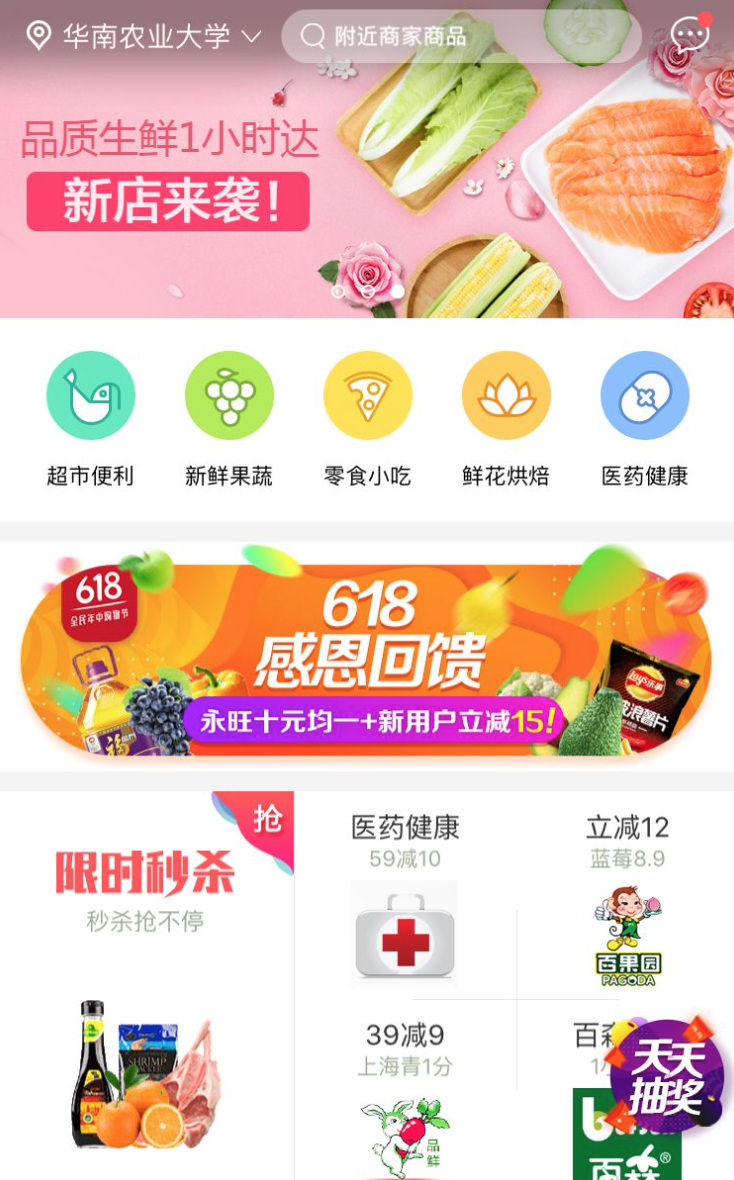 华南农业大学
附近商家商品
品质生鲜1小时达
新店来袭!
超市便利
新鲜果蔬
零食小吃
鲜花烘焙
医药健康
618
全民年中购物节
618
感恩回馈
永旺十元均一+新用户立减15!
福
乐事
波浪薯片
抢
限时秒杀
秒杀抢不停
SHRIMP
医药健康
59减10
立减12
蓝莓8.9
百果园
PAGODA
39减9
上海青1分
品鲜
百森
天天
抽奖
百森®